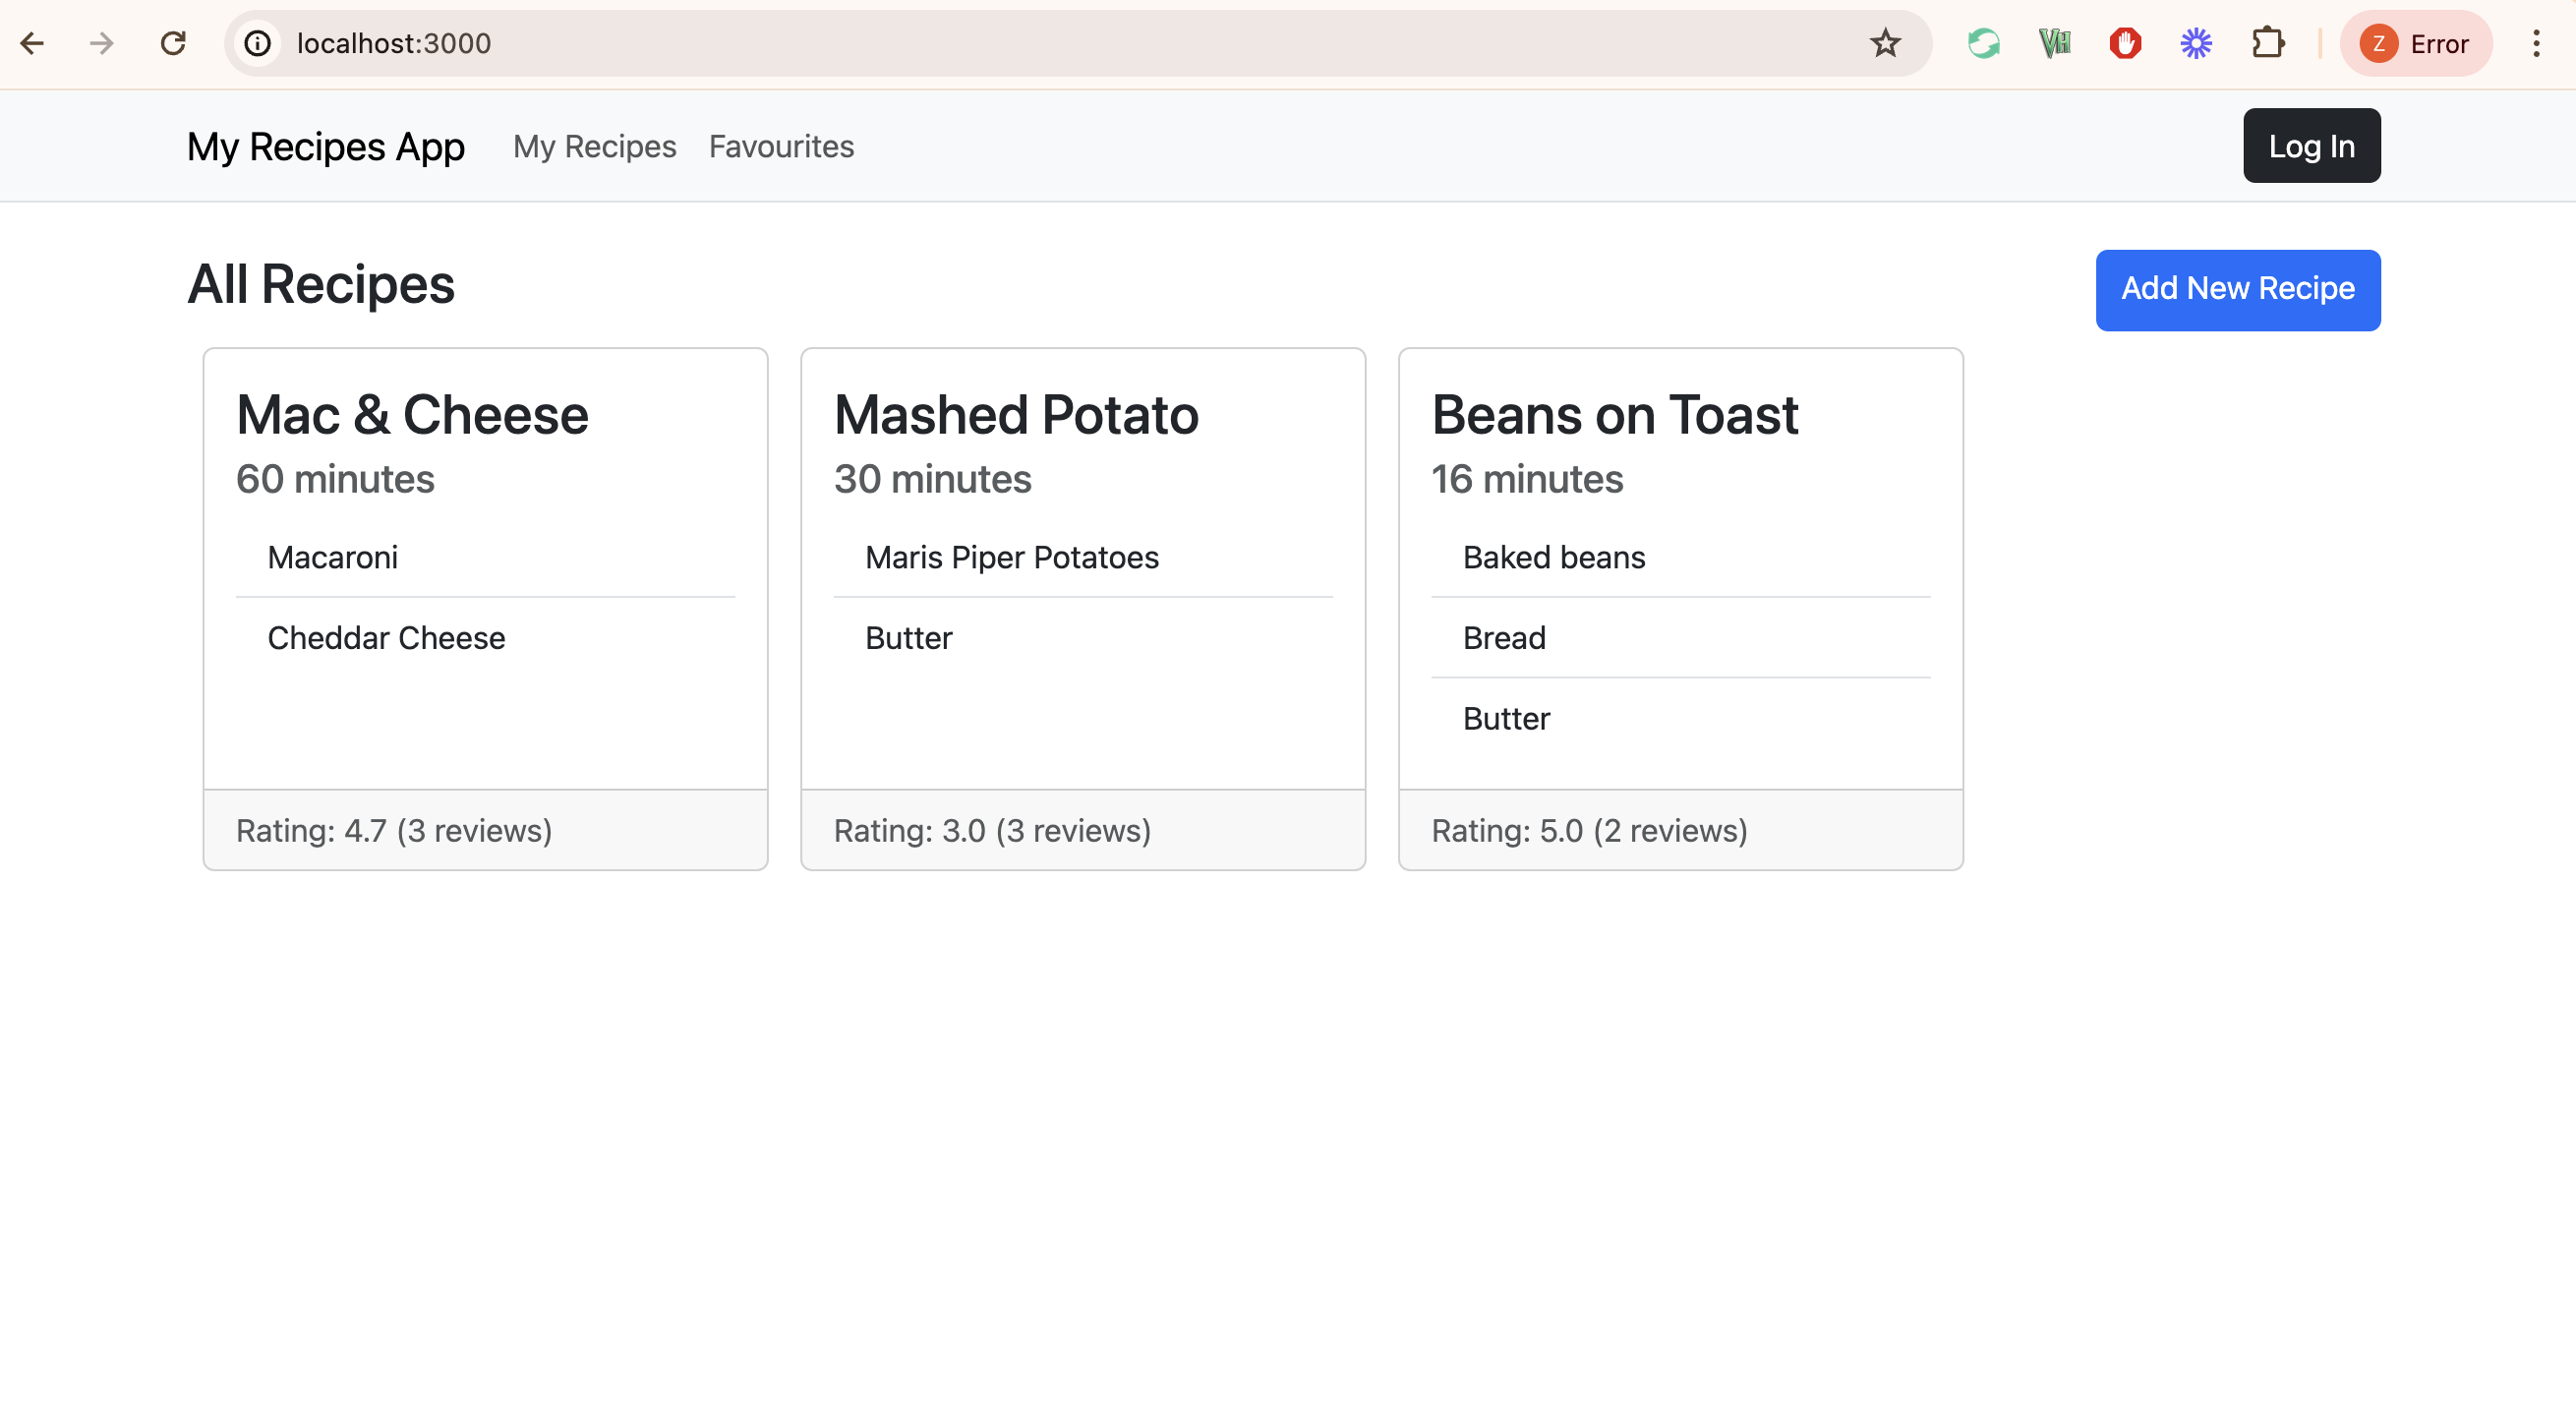 localhost:3000
VH
Z Error
My Recipes App My Recipes Favourites Log In
All Recipes Add New Recipe
Mac & Cheese
60 minutes
Macaroni
Cheddar Cheese
Rating: 4.7 (3 reviews)
Mashed Potato
30 minutes
Maris Piper Potatoes
Butter
Rating: 3.0 (3 reviews)
Beans on Toast
16 minutes
Baked beans
Bread
Butter
Rating: 5.0 (2 reviews)